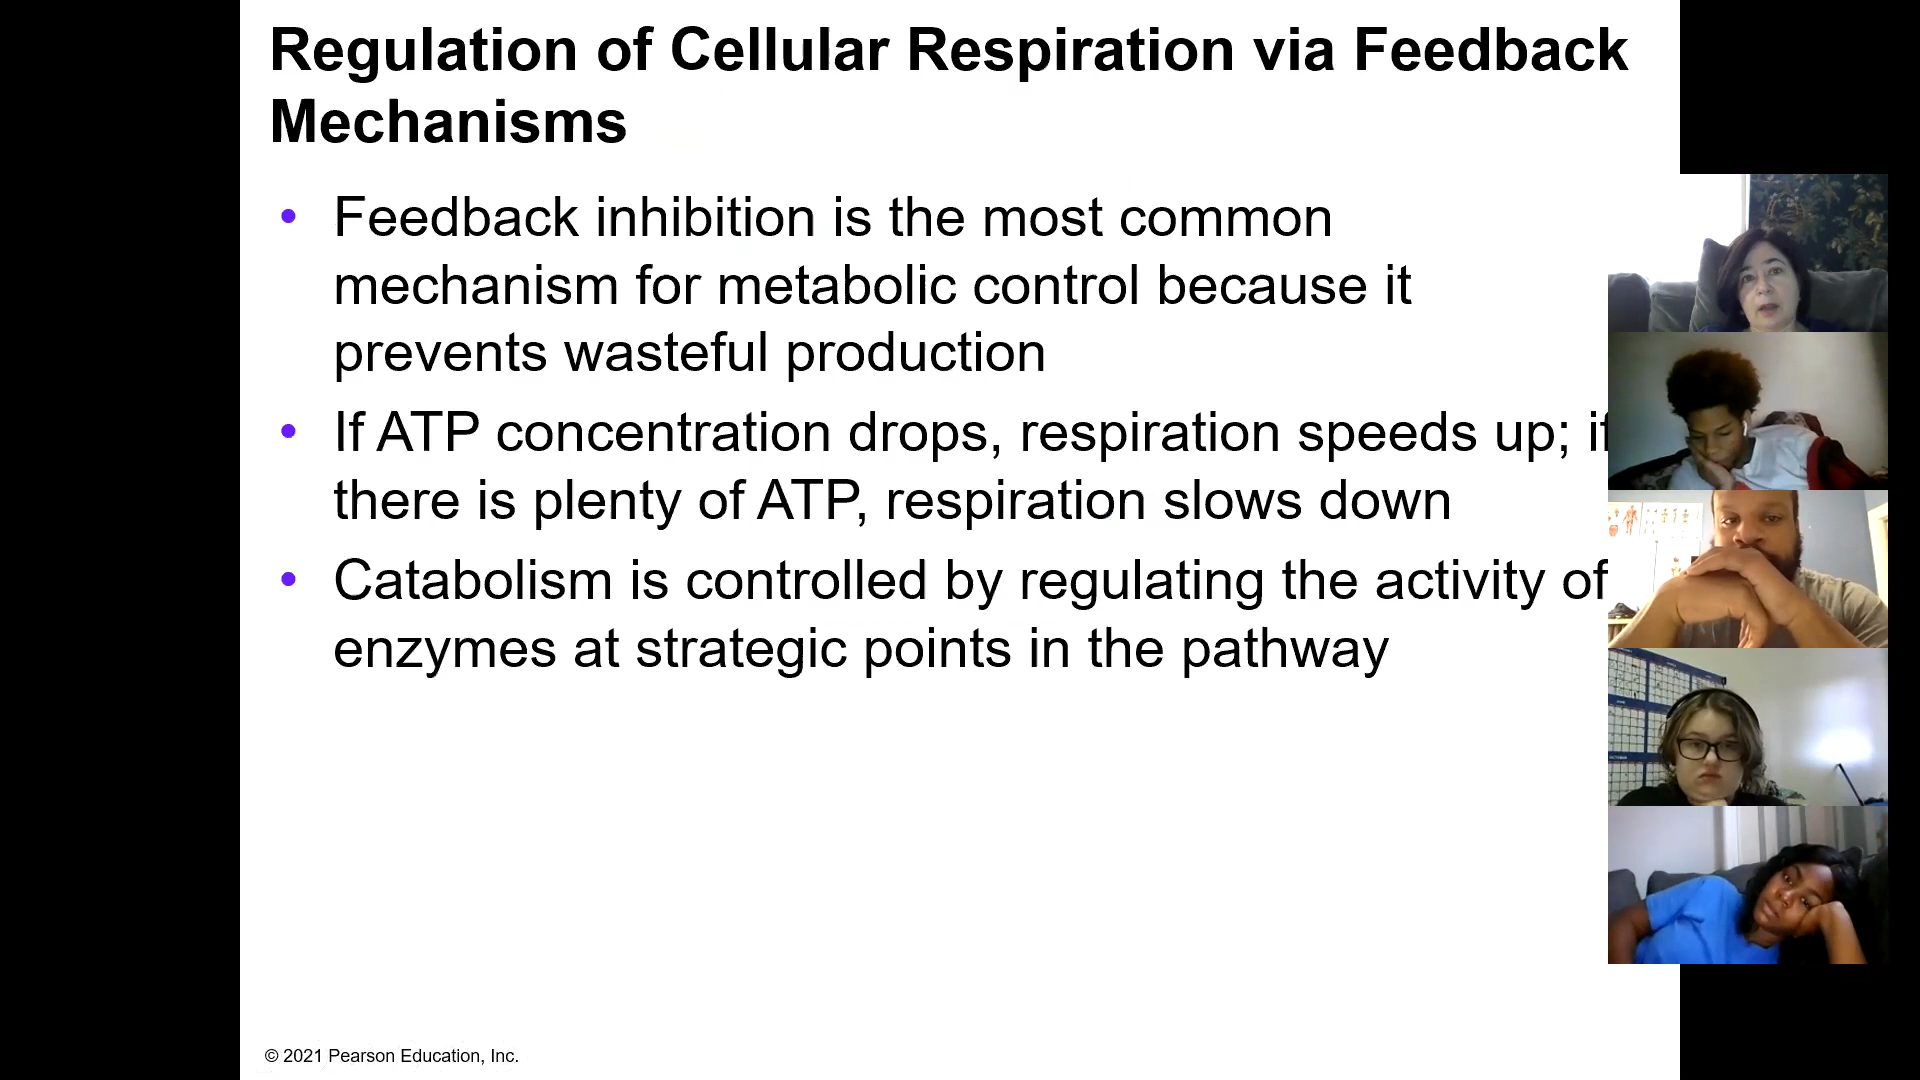 Regulation of Cellular Respiration via Feedback
Mechanisms
• Feedback inhibition is the most common
mechanism for metabolic control because it
prevents wasteful production
• If ATP concentration drops, respiration speeds up; if
there is plenty of ATP, respiration slows down
• Catabolism is controlled by regulating the activity of
enzymes at strategic points in the pathway
© 2021 Pearson Education, Inc.